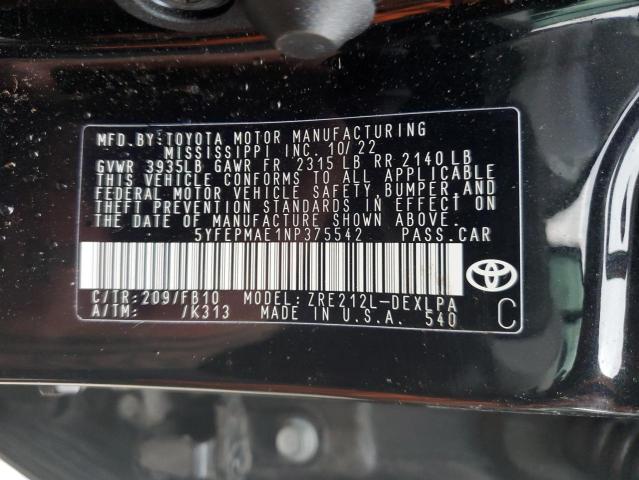 MFD. BY: TOYOTA MOTOR MANUFACTURING
MISSISSIPPI INC. 10/22
GVWR 3935LB GAWR FR 2315 LB RR 2140 LB
THIS VEHICLE CONFORMS TO ALL APPLICABLE
FEDERAL MOTOR VEHICLE SAFETY, BUMPER, AND
THEFT PREVENTION STANDARDS IN EFFECT ON
THE DATE OF MANUFACTURE SHOWN ABOVE.
5YFEPMAE1NP375542 PASS. CAR
C/TR: 209/FB10 MODEL: ZRE212L-DEXLPA
A/TM: /K313 MADE IN U.S.A. 540 C